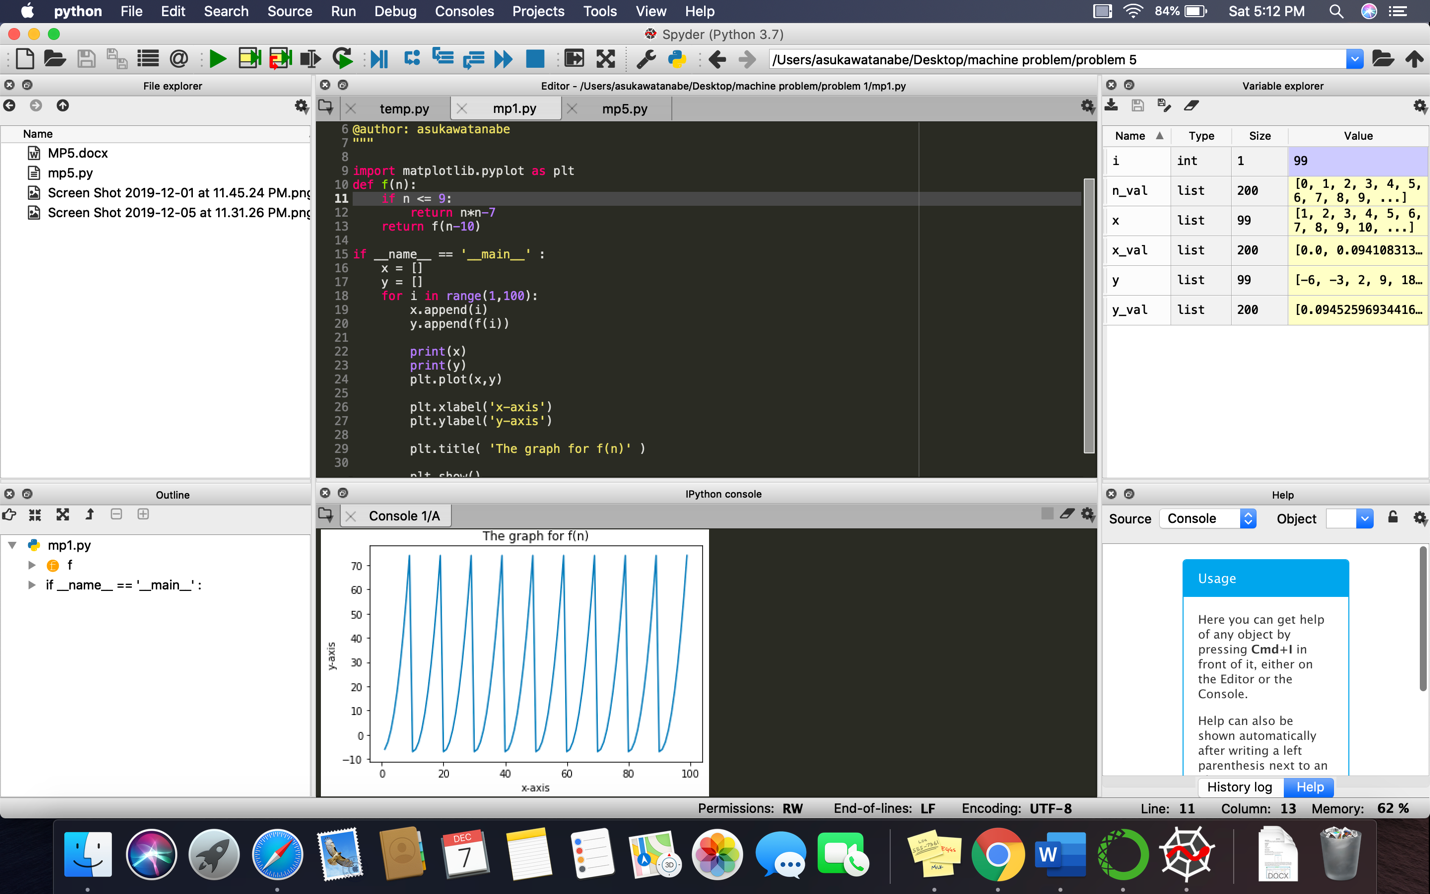 python File Edit Search Source Run Debug Consoles Projects Tools View Help 84% Sat 5:12 PM
Spyder (Python 3.7)
/Users/asukawatanabe/Desktop/machine problem/problem 5
File explorer
Name
MP5.docx
mp5.py
Screen Shot 2019-12-01 at 11.45.24 PM.png
Screen Shot 2019-12-05 at 11.31.26 PM.png
Editor - /Users/asukawatanabe/Desktop/machine problem/problem 1/mp1.py
temp.py mp1.py mp5.py
6 @author: asukawatanabe
7 """
8
9 import matplotlib.pyplot as plt
10 def f(n):
11 if n <= 9:
12 return n*n-7
13 return f(n-10)
14
15 if __name__ == '__main__' :
16 x = []
17 y = []
18 for i in range(1,100):
19 x.append(i)
20 y.append(f(i))
21
22 print(x)
23 print(y)
24 plt.plot(x,y)
25
26 plt.xlabel('x-axis')
27 plt.ylabel('y-axis')
28
29 plt.title( 'The graph for f(n)' )
30
plt.show()
Variable explorer
Name Type Size Value
i int 1 99
n_val list 200 [0, 1, 2, 3, 4, 5,
6, 7, 8, 9, ...]
x list 99 [1, 2, 3, 4, 5, 6,
7, 8, 9, 10, ...]
x_val list 200 [0.0, 0.094108313…
y list 99 [-6, -3, 2, 9, 18…
y_val list 200 [0.09452596934416…
Outline
mp1.py
f
if __name__ == '__main__' :
IPython console
Console 1/A
The graph for f(n)
70
60
50
40
30
20
10
0
−10
y-axis
0 20 40 60 80 100
x-axis
Help
Source Console Object
Usage
Here you can get help
of any object by
pressing Cmd+I in
front of it, either on
the Editor or the
Console.
Help can also be
shown automatically
after writing a left
parenthesis next to an
History log Help
Permissions: RW End-of-lines: LF Encoding: UTF-8 Line: 11 Column: 13 Memory: 62 %
DEC
7
3D
W
DOCX